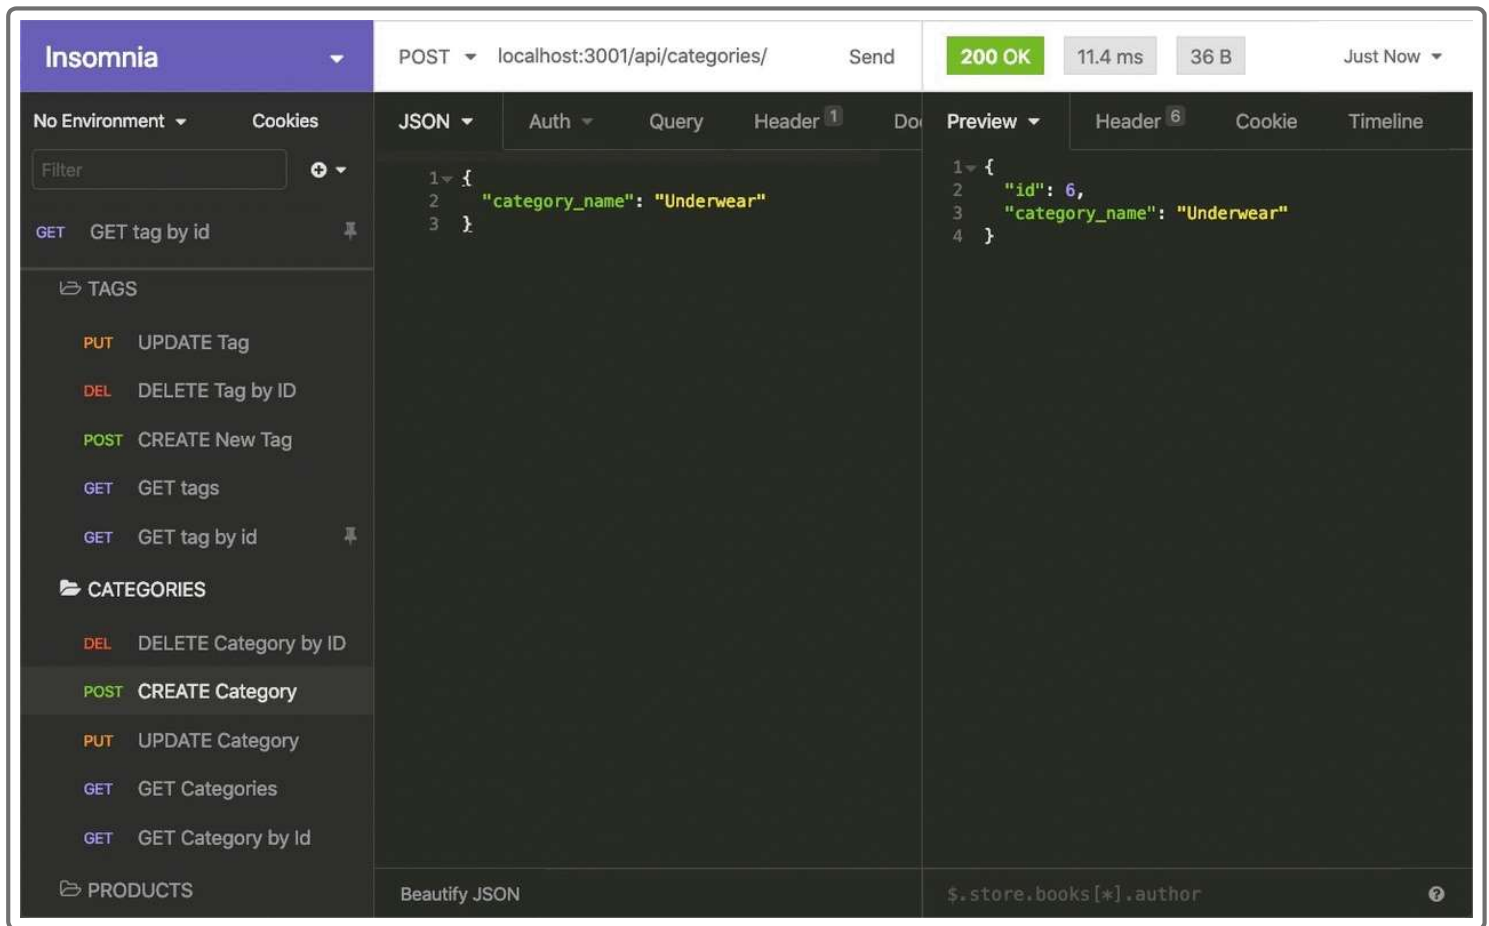 Insomnia
POST localhost:3001/api/categories/ Send
200 OK 11.4 ms 36 B Just Now
No Environment Cookies
JSON Auth Query Header 1 Do
Preview Header 6 Cookie Timeline
Filter
GET GET tag by id
TAGS
PUT UPDATE Tag
DEL DELETE Tag by ID
POST CREATE New Tag
GET GET tags
GET GET tag by id
CATEGORIES
DEL DELETE Category by ID
POST CREATE Category
PUT UPDATE Category
GET GET Categories
GET GET Category by Id
PRODUCTS
1 {
2 "category_name": "Underwear"
3 }
Beautify JSON
1 {
2 "id": 6,
3 "category_name": "Underwear"
4 }
$.store.books[*].author